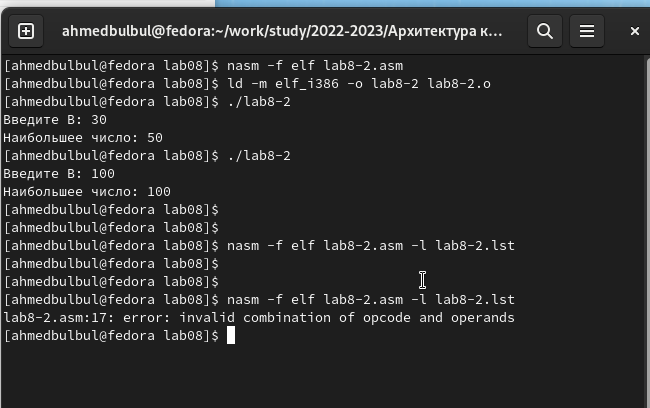 ahmedbulbul@fedora:~/work/study/2022-2023/Архитектура к...
[ahmedbulbul@fedora lab08]$ nasm -f elf lab8-2.asm
[ahmedbulbul@fedora lab08]$ ld -m elf_i386 -o lab8-2 lab8-2.o
[ahmedbulbul@fedora lab08]$ ./lab8-2
Введите B: 30
Наибольшее число: 50
[ahmedbulbul@fedora lab08]$ ./lab8-2
Введите B: 100
Наибольшее число: 100
[ahmedbulbul@fedora lab08]$
[ahmedbulbul@fedora lab08]$
[ahmedbulbul@fedora lab08]$ nasm -f elf lab8-2.asm -l lab8-2.lst
[ahmedbulbul@fedora lab08]$
[ahmedbulbul@fedora lab08]$
[ahmedbulbul@fedora lab08]$ nasm -f elf lab8-2.asm -l lab8-2.lst
lab8-2.asm:17: error: invalid combination of opcode and operands
[ahmedbulbul@fedora lab08]$